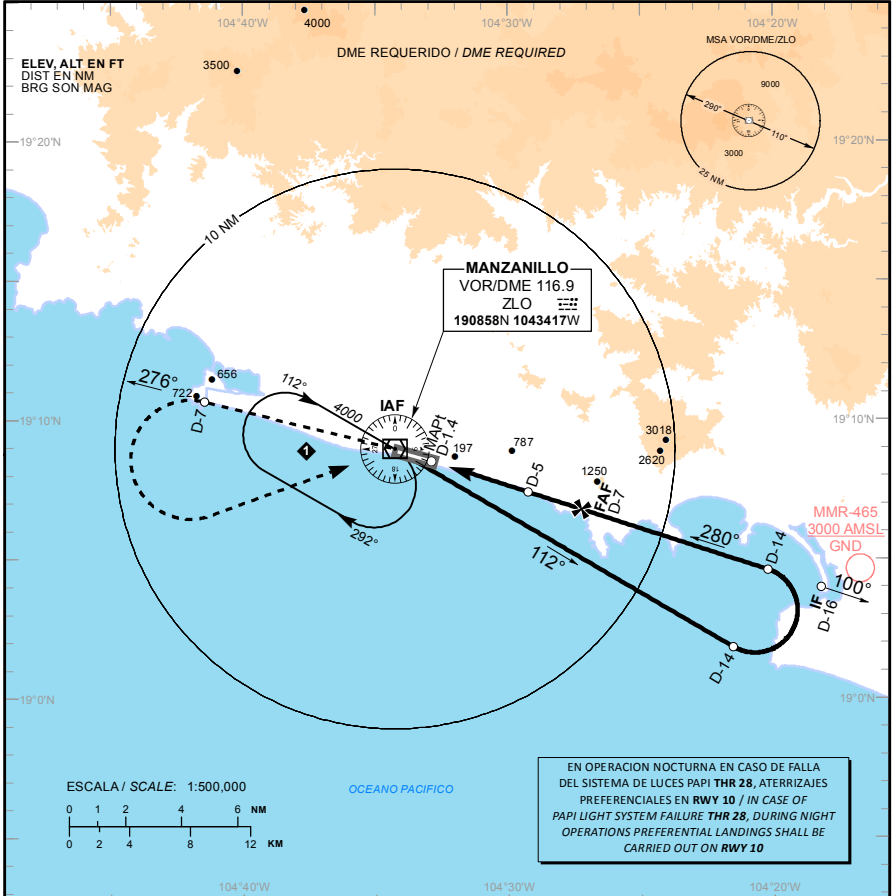 104°40'W
104°30'W
104°20'W
4000
DME REQUERIDO / DME REQUIRED
MSA VOR/DME/ZLO
ELEV, ALT EN FT
DIST EN NM
BRG SON MAG
3500
9000
290°
110°
3000
25 NM
19°20'N
19°20'N
10 NM
MANZANILLO
VOR/DME 116.9
ZLO
190858N 1043417W
276°
656
722
D-7
112°
4000
IAF
0
9
18
27
MAPt
D-1.4
197
787
3018
2620
1250
19°10'N
19°10'N
1
D-5
FAF
D-7
292°
112°
280°
D-14
MMR-465
3000 AMSL
GND
100°
IF
D-16
D-14
19°0'N
19°0'N
ESCALA / SCALE: 1:500,000
0 1 2 4 6 NM
0 2 4 8 12 KM
OCEANO PACIFICO
EN OPERACION NOCTURNA EN CASO DE FALLA
DEL SISTEMA DE LUCES PAPI THR 28, ATERRIZAJES
PREFERENCIALES EN RWY 10 / IN CASE OF
PAPI LIGHT SYSTEM FAILURE THR 28, DURING NIGHT
OPERATIONS PREFERENTIAL LANDINGS SHALL BE
CARRIED OUT ON RWY 10
104°40'W
104°30'W
104°20'W